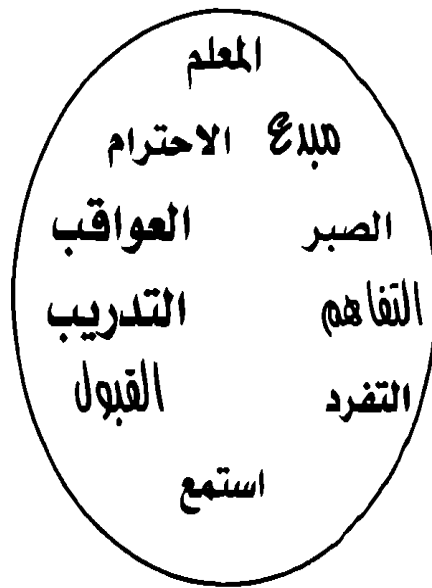 المعلم
مبدع الاحترام
الصبر العواقب
التفاهم التدريب
التفرد القبول
استمع